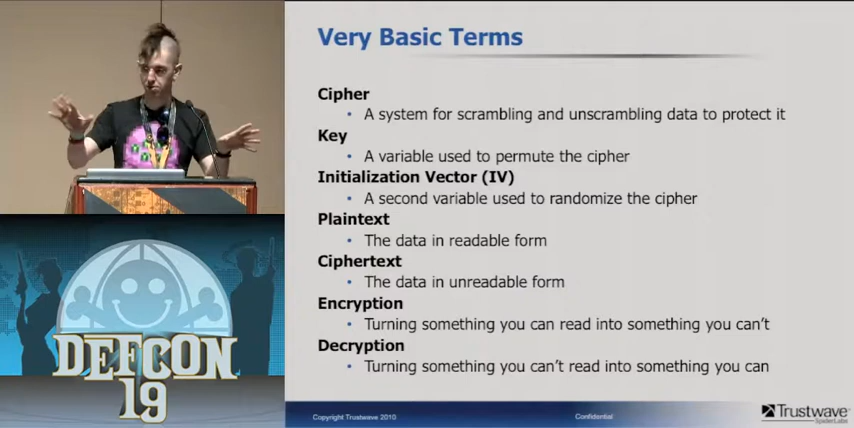 Very Basic Terms
Cipher
• A system for scrambling and unscrambling data to protect it
Key
• A variable used to permute the cipher
Initialization Vector (IV)
• A second variable used to randomize the cipher
Plaintext
• The data in readable form
Ciphertext
• The data in unreadable form
Encryption
• Turning something you can read into something you can't
Decryption
• Turning something you can't read into something you can
DEFCON
19
Copyright Trustwave 2010
Confidential
Trustwave
SpiderLabs